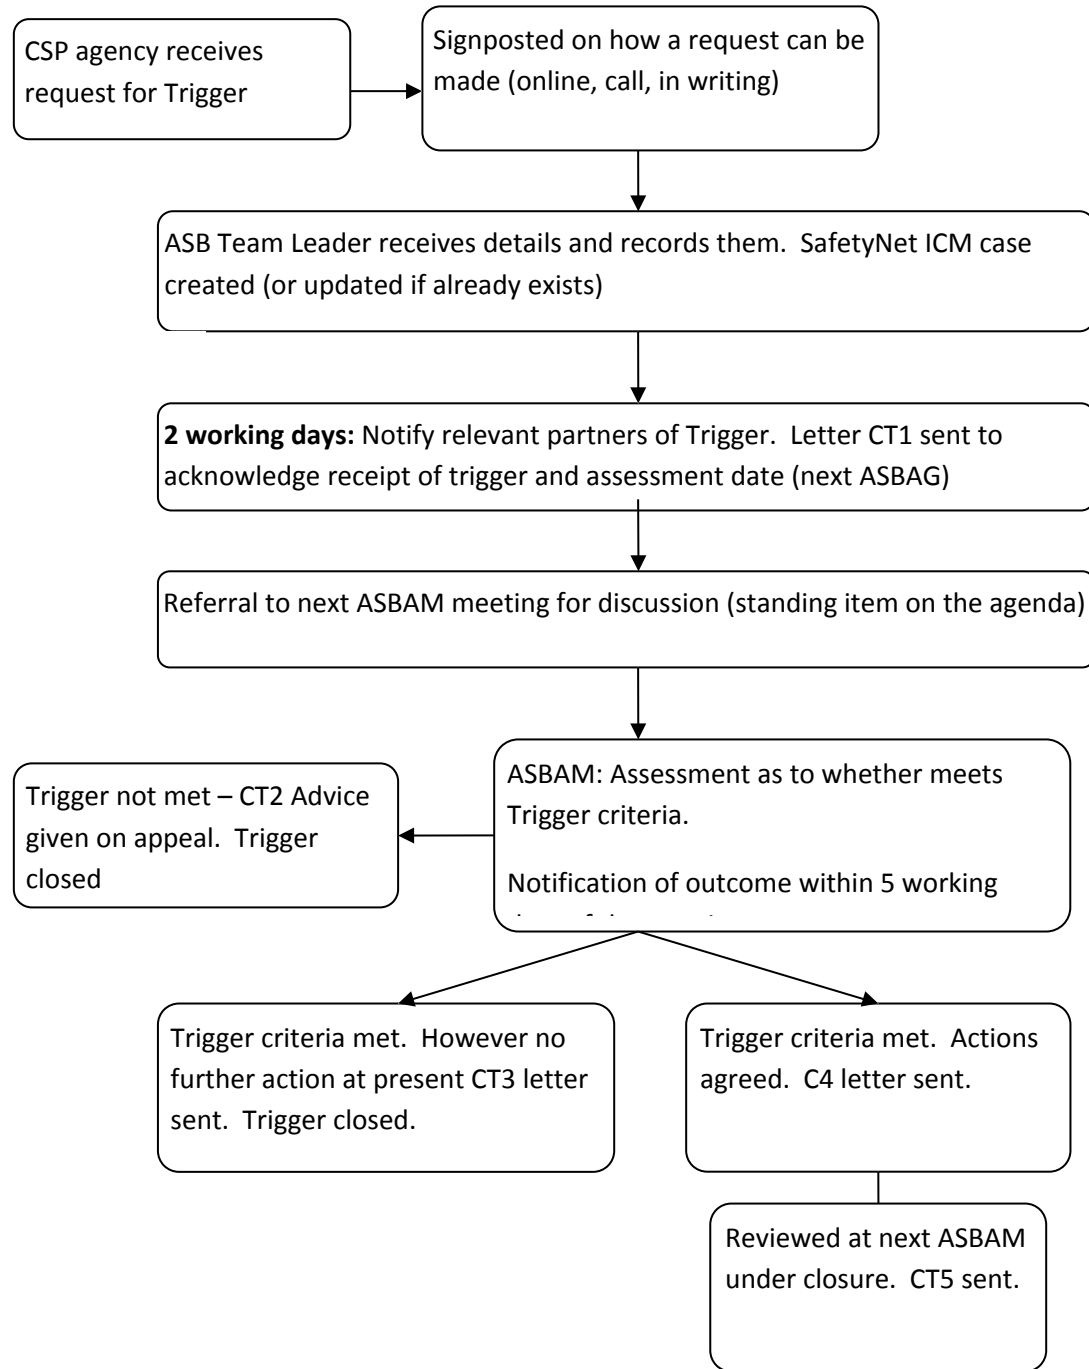 CSP agency receives
request for Trigger
Signposted on how a request can be
made (online, call, in writing)
ASB Team Leader receives details and records them.  SafetyNet ICM case
created (or updated if already exists)
2 working days: Notify relevant partners of Trigger.  Letter CT1 sent to
acknowledge receipt of trigger and assessment date (next ASBAG)
Referral to next ASBAM meeting for discussion (standing item on the agenda)
ASBAM: Assessment as to whether meets
Trigger criteria.
Notification of outcome within 5 working
Trigger not met – CT2 Advice
given on appeal.  Trigger
closed
Trigger criteria met.  However no
further action at present CT3 letter
sent.  Trigger closed.
Trigger criteria met.  Actions
agreed.  C4 letter sent.
Reviewed at next ASBAM
under closure.  CT5 sent.